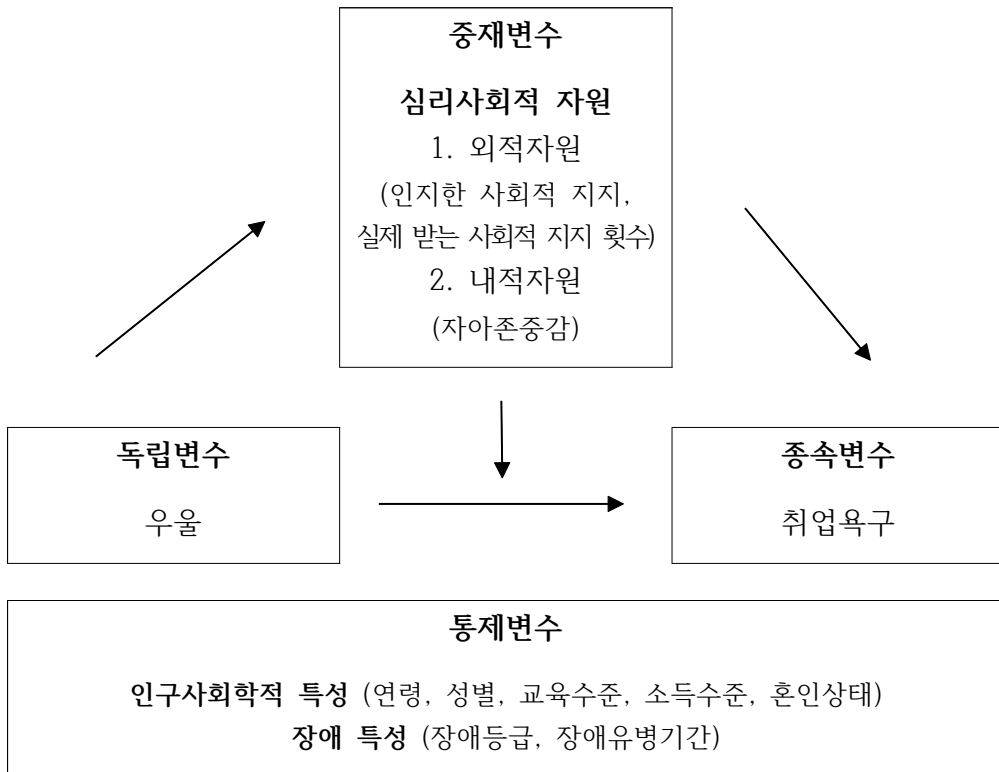 중재변수
심리사회적 자원
1. 외적자원
(인지한 사회적 지지,
실제 받는 사회적 지지 횟수)
2. 내적자원
(자아존중감)
독립변수
우울
종속변수
취업욕구
통제변수
인구사회학적 특성 (연령, 성별, 교육수준, 소득수준, 혼인상태)
장애 특성 (장애등급, 장애유병기간)